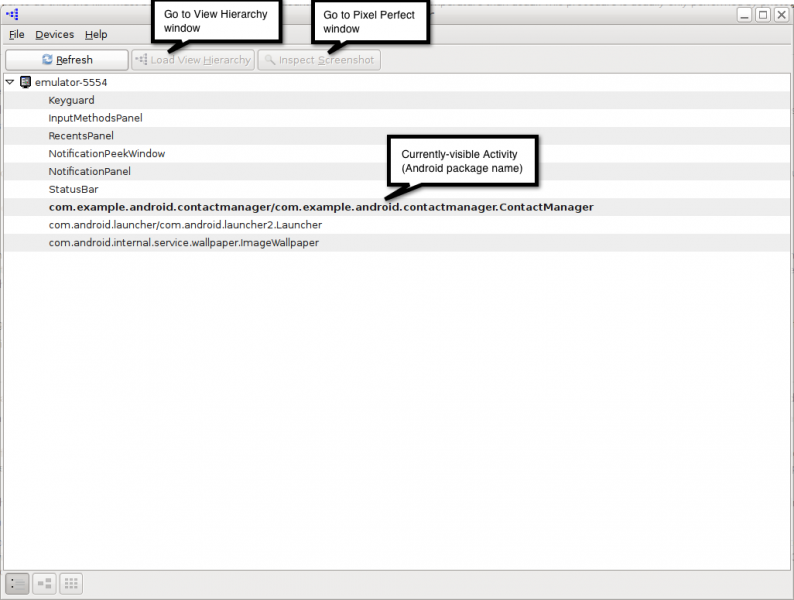 Go to View Hierarchy
window
Go to Pixel Perfect
window
File Devices Help
Refresh Load View Hierarchy Inspect Screenshot
emulator-5554
Keyguard
InputMethodsPanel
RecentsPanel
NotificationPeekWindow
NotificationPanel
StatusBar
Currently-visible Activity
(Android package name)
com.example.android.contactmanager/com.example.android.contactmanager.ContactManager
com.android.launcher/com.android.launcher2.Launcher
com.android.internal.service.wallpaper.ImageWallpaper